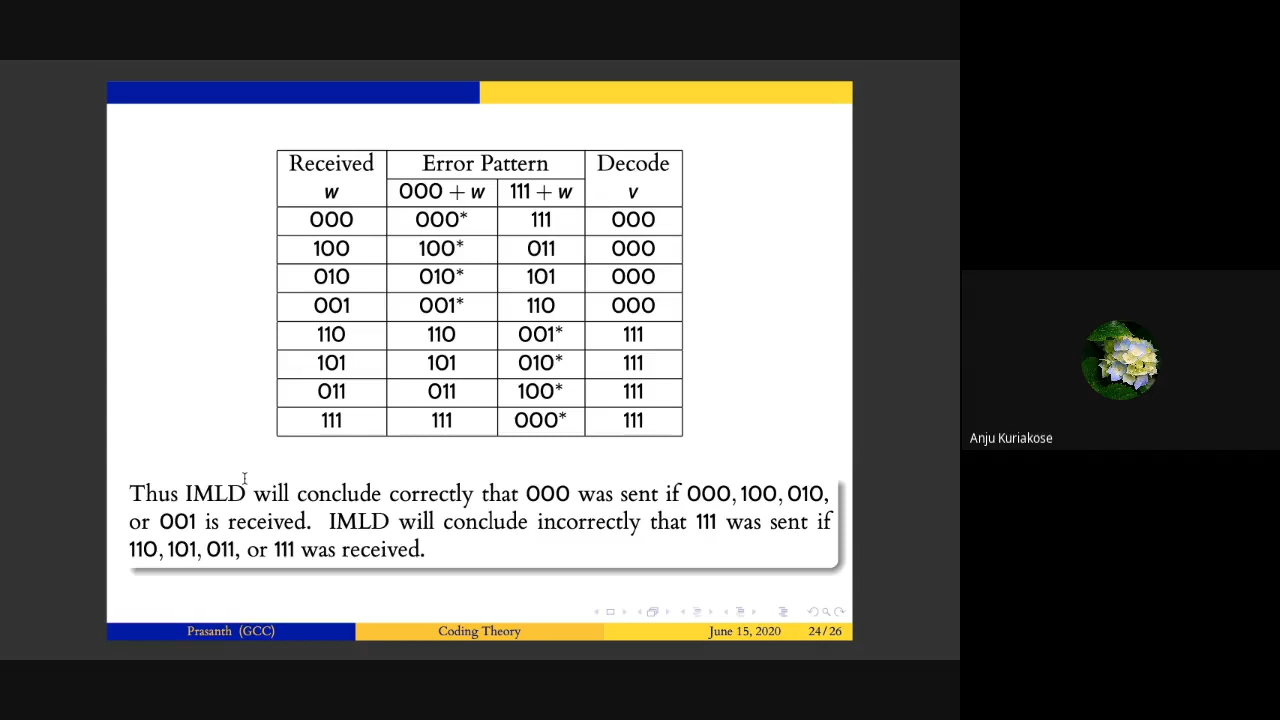 Received Error Pattern Decode
w 000 + w 111 + w v
000 000* 111 000
100 100* 011 000
010 010* 101 000
001 001* 110 000
110 110 001* 111
101 101 010* 111
011 011 100* 111
111 111 000* 111
Thus IMLD will conclude correctly that 000 was sent if 000, 100, 010,
or 001 is received. IMLD will conclude incorrectly that 111 was sent if
110, 101, 011, or 111 was received.
Prasanth (GCC) Coding Theory June 15, 2020 24/26
Anju Kuriakose